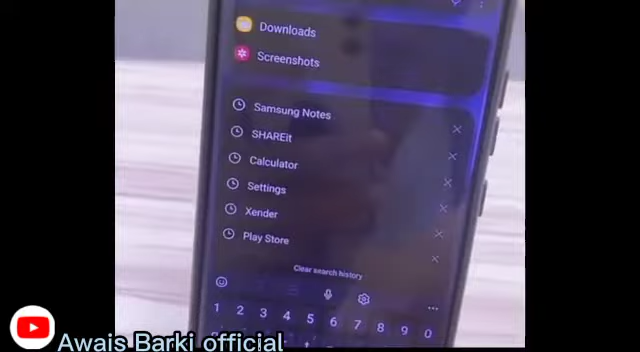 Downloads
Screenshots
Samsung Notes
SHAREit
Calculator
Settings
Xender
Play Store
Clear search history
1 2 3 4 5 6 7 8 9 0
Awais Barki official